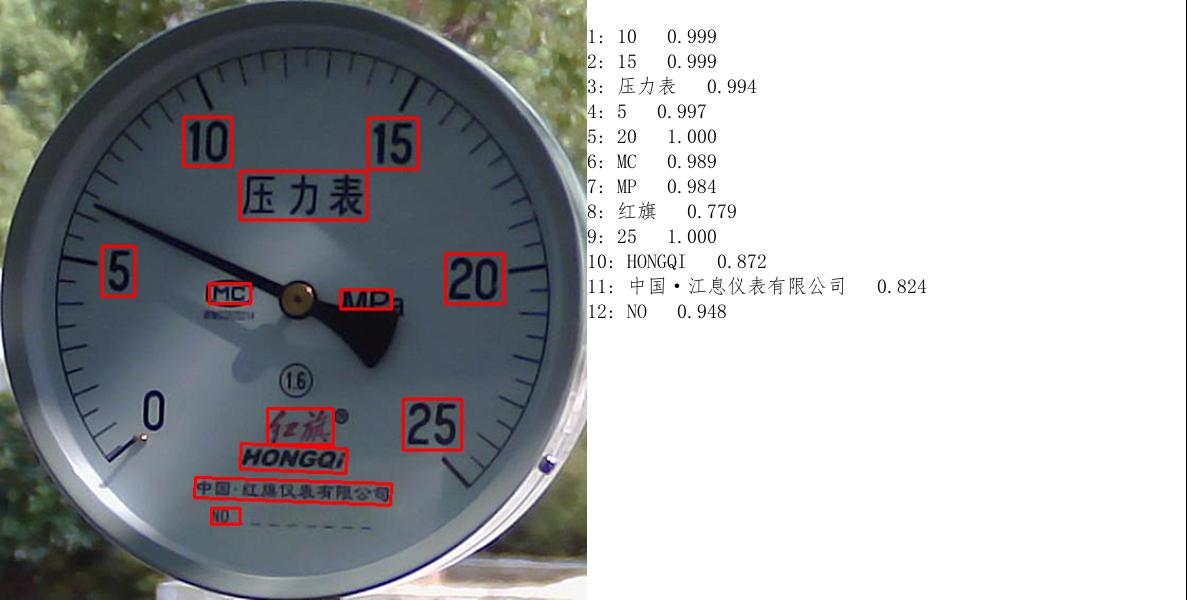 10 15
压力表
5 20
MC MPa
1.6
0
红旗®
25
HONGQi
中国·红旗仪表有限公司
NO
1: 10 0.999
2: 15 0.999
3: 压力表 0.994
4: 5 0.997
5: 20 1.000
6: MC 0.989
7: MP 0.984
8: 红旗 0.779
9: 25 1.000
10: HONGQI 0.872
11: 中国·江息仪表有限公司 0.824
12: NO 0.948